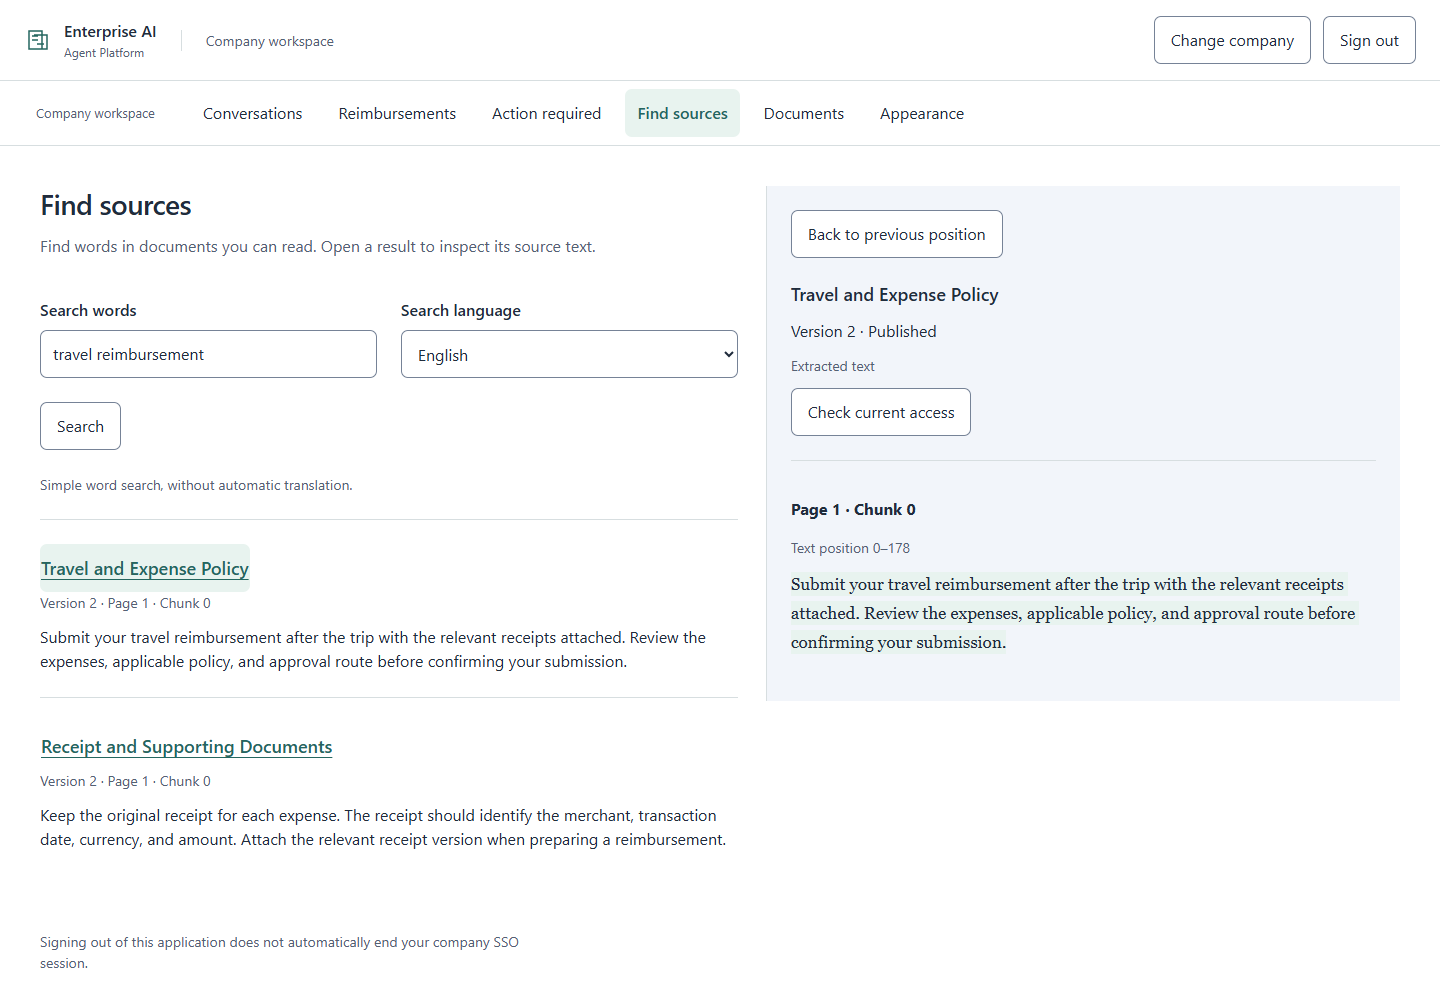 Enterprise AI
Agent Platform
Company workspace
Change company
Sign out
Company workspace
Conversations
Reimbursements
Action required
Find sources
Documents
Appearance
Find sources
Find words in documents you can read. Open a result to inspect its source text.
Search words
Search language
travel reimbursement
English
Search
Simple word search, without automatic translation.
Travel and Expense Policy
Version 2 · Page 1 · Chunk 0
Submit your travel reimbursement after the trip with the relevant receipts attached. Review the
expenses, applicable policy, and approval route before confirming your submission.
Receipt and Supporting Documents
Version 2 · Page 1 · Chunk 0
Keep the original receipt for each expense. The receipt should identify the merchant, transaction
date, currency, and amount. Attach the relevant receipt version when preparing a reimbursement.
Back to previous position
Travel and Expense Policy
Version 2 · Published
Extracted text
Check current access
Page 1 · Chunk 0
Text position 0–178
Submit your travel reimbursement after the trip with the relevant receipts
attached. Review the expenses, applicable policy, and approval route before
confirming your submission.
Signing out of this application does not automatically end your company SSO
session.